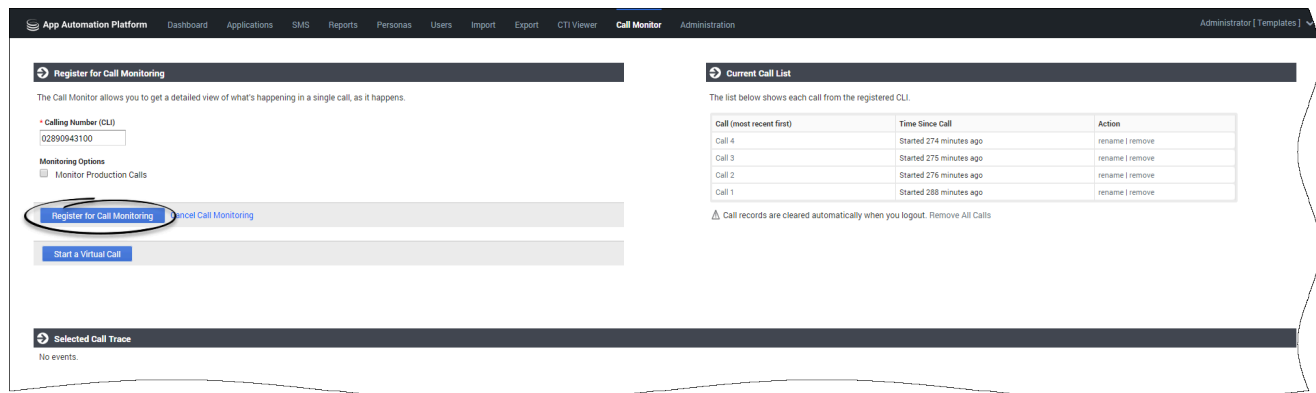 App Automation Platform Dashboard Applications SMS Reports Personas Users Import Export CTI Viewer Call Monitor Administration Administrator [ Templates ]
Register for Call Monitoring
The Call Monitor allows you to get a detailed view of what's happening in a single call, as it happens.
* Calling Number (CLI)
02890943100
Monitoring Options
Monitor Production Calls
Register for Call Monitoring Cancel Call Monitoring
Start a Virtual Call
Current Call List
The list below shows each call from the registered CLI.
Call (most recent first) Time Since Call Action
Call 4 Started 274 minutes ago rename | remove
Call 3 Started 275 minutes ago rename | remove
Call 2 Started 276 minutes ago rename | remove
Call 1 Started 288 minutes ago rename | remove
Call records are cleared automatically when you logout. Remove All Calls
Selected Call Trace
No events.